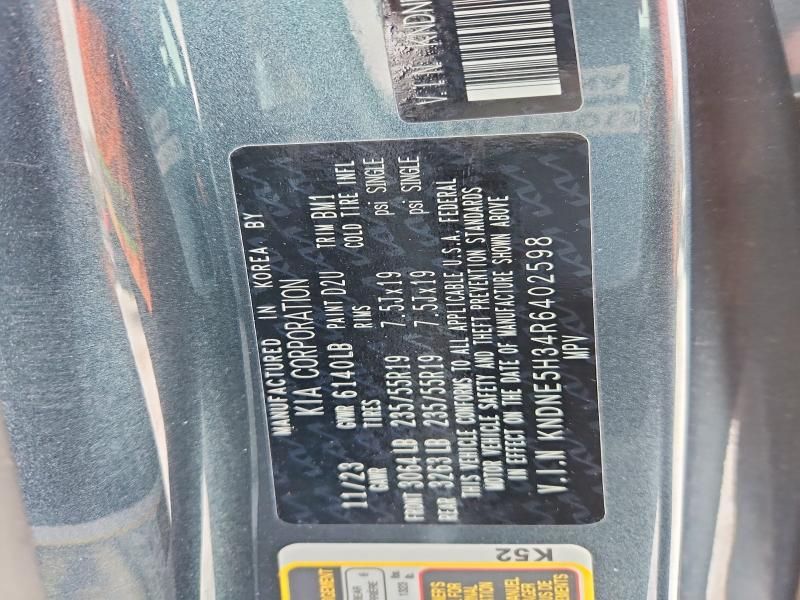 V.I.N. KNDN
MANUFACTURED IN KOREA BY
KIA CORPORATION
11/23 GVWR 6140LB PAINT D2U TRIM BM1
GAWR TIRES RIMS COLD TIRE INFL
FRONT 3064LB 235/55R19 7.5Jx19 psi SINGLE
REAR 3263LB 235/55R19 7.5Jx19 psi SINGLE
THIS VEHICLE CONFORMS TO ALL APPLICABLE U.S.A. FEDERAL
MOTOR VEHICLE SAFETY AND THEFT PREVENTION STANDARDS
IN EFFECT ON THE DATE OF MANUFACTURE SHOWN ABOVE
V.I.N KNDNE5H34R6402598
MPV
K52